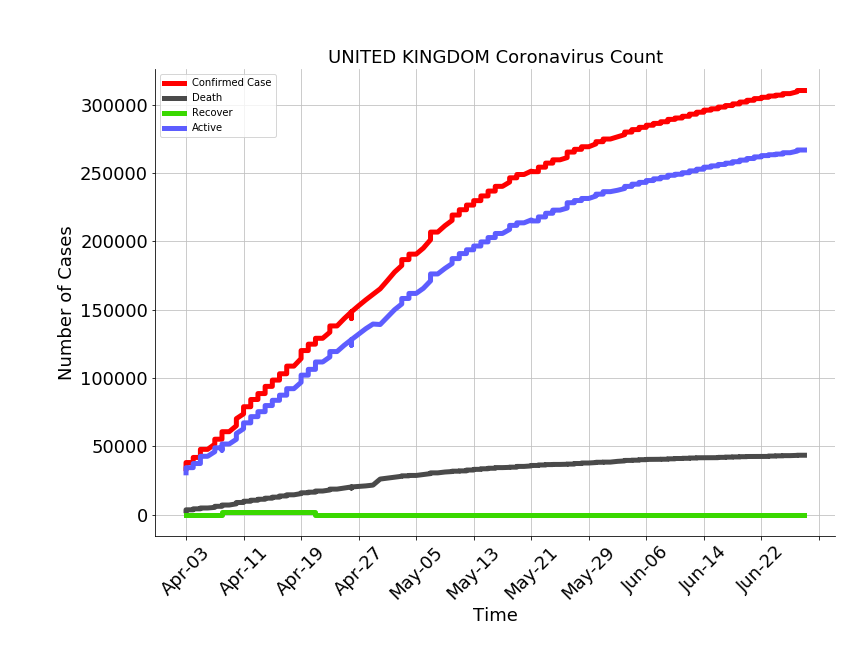 UNITED KINGDOM Coronavirus Count
Confirmed Case
Death
Recover
Active
300000
250000
200000
150000
100000
50000
0
Number of Cases
Apr-03
Apr-11
Apr-19
Apr-27
May-05
May-13
May-21
May-29
Jun-06
Jun-14
Jun-22
Time